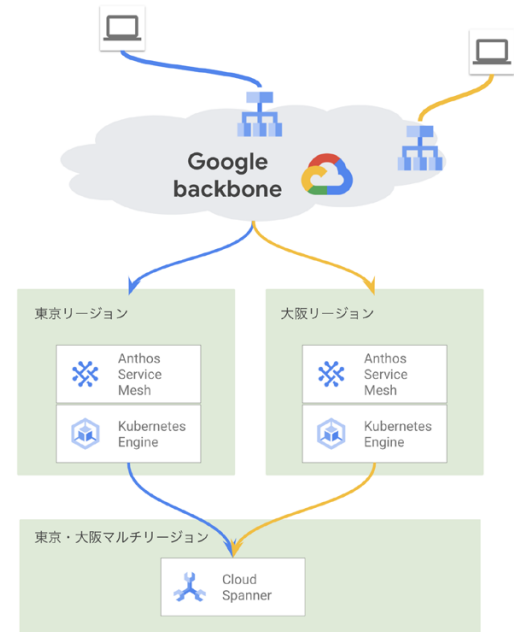 Google
backbone
東京リージョン
大阪リージョン
Anthos
Service
Mesh
Kubernetes
Engine
Anthos
Service
Mesh
Kubernetes
Engine
東京・大阪マルチリージョン
Cloud
Spanner